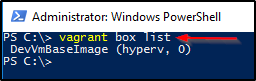 Administrator: Windows PowerShell
PS C:\> vagrant box list
DevVmBaseImage (hyperv, 0)
PS C:\>